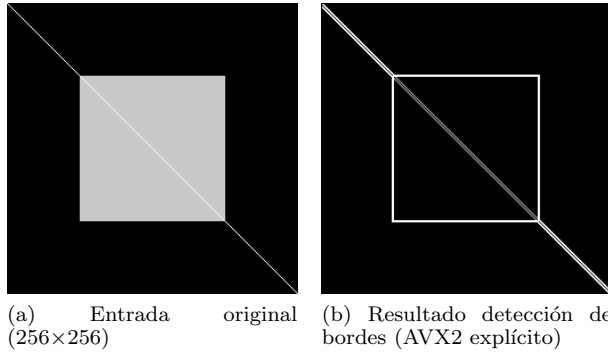 (a) Entrada original
(256×256)
(b) Resultado detección de
bordes (AVX2 explícito)